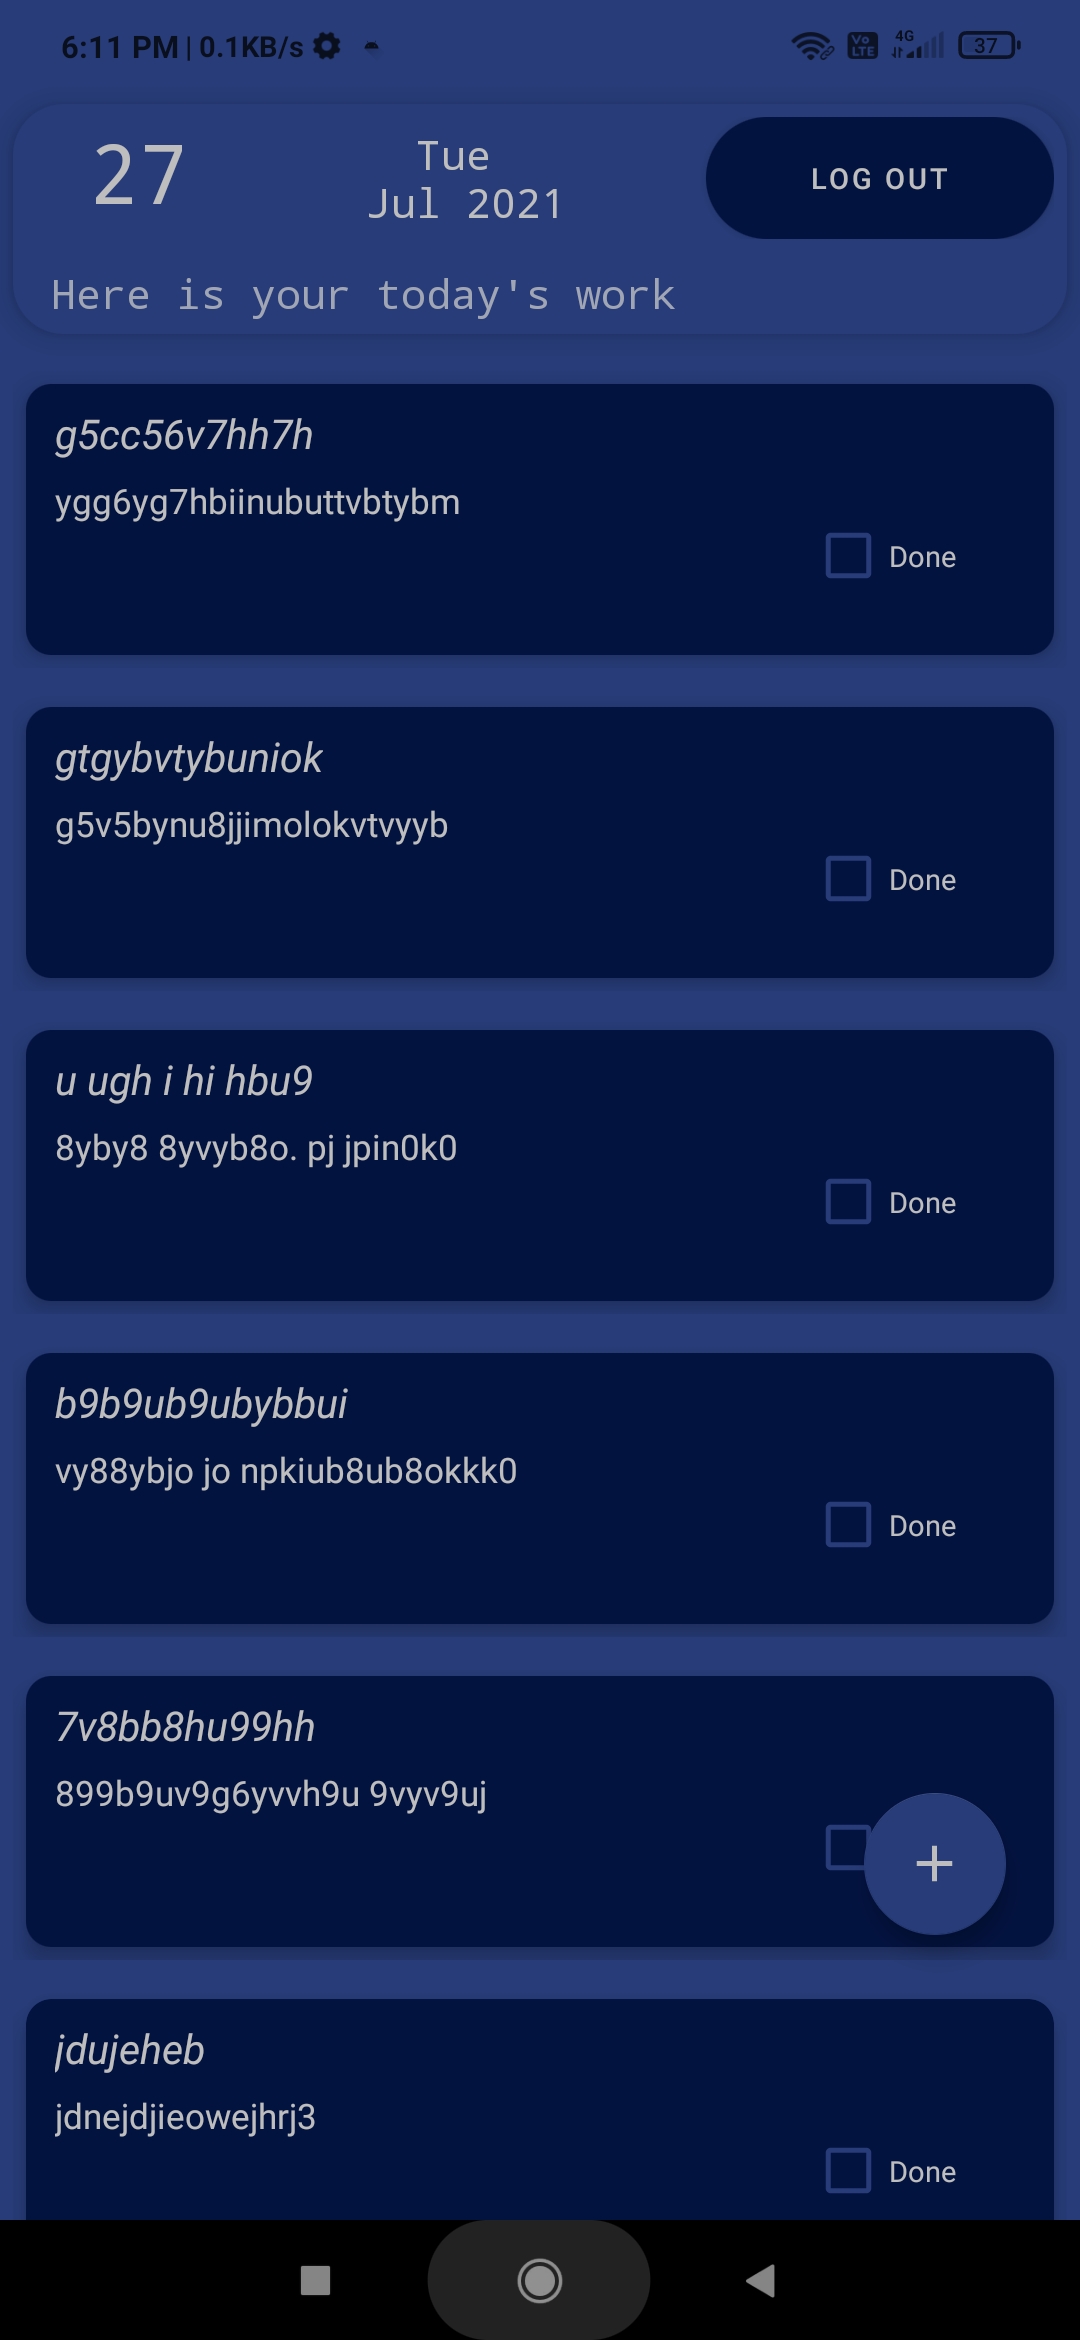 6:11 PM | 0.1KB/s
Vo LTE 4G 37
27
Tue
Jul 2021
LOG OUT
Here is your today's work
g5cc56v7hh7h
ygg6yg7hbiinubuttvbtybm
Done
gtgybvtybuniok
g5v5bynu8jjimolokvtvyyb
Done
u ugh i hi hbu9
8yby8 8yvyb8o. pj jpin0k0
Done
b9b9ub9ubybbui
vy88ybjo jo npkiub8ub8okkk0
Done
7v8bb8hu99hh
899b9uv9g6yvvh9u 9vyv9uj
jdujeheb
jdnejdjieowejhrj3
Done